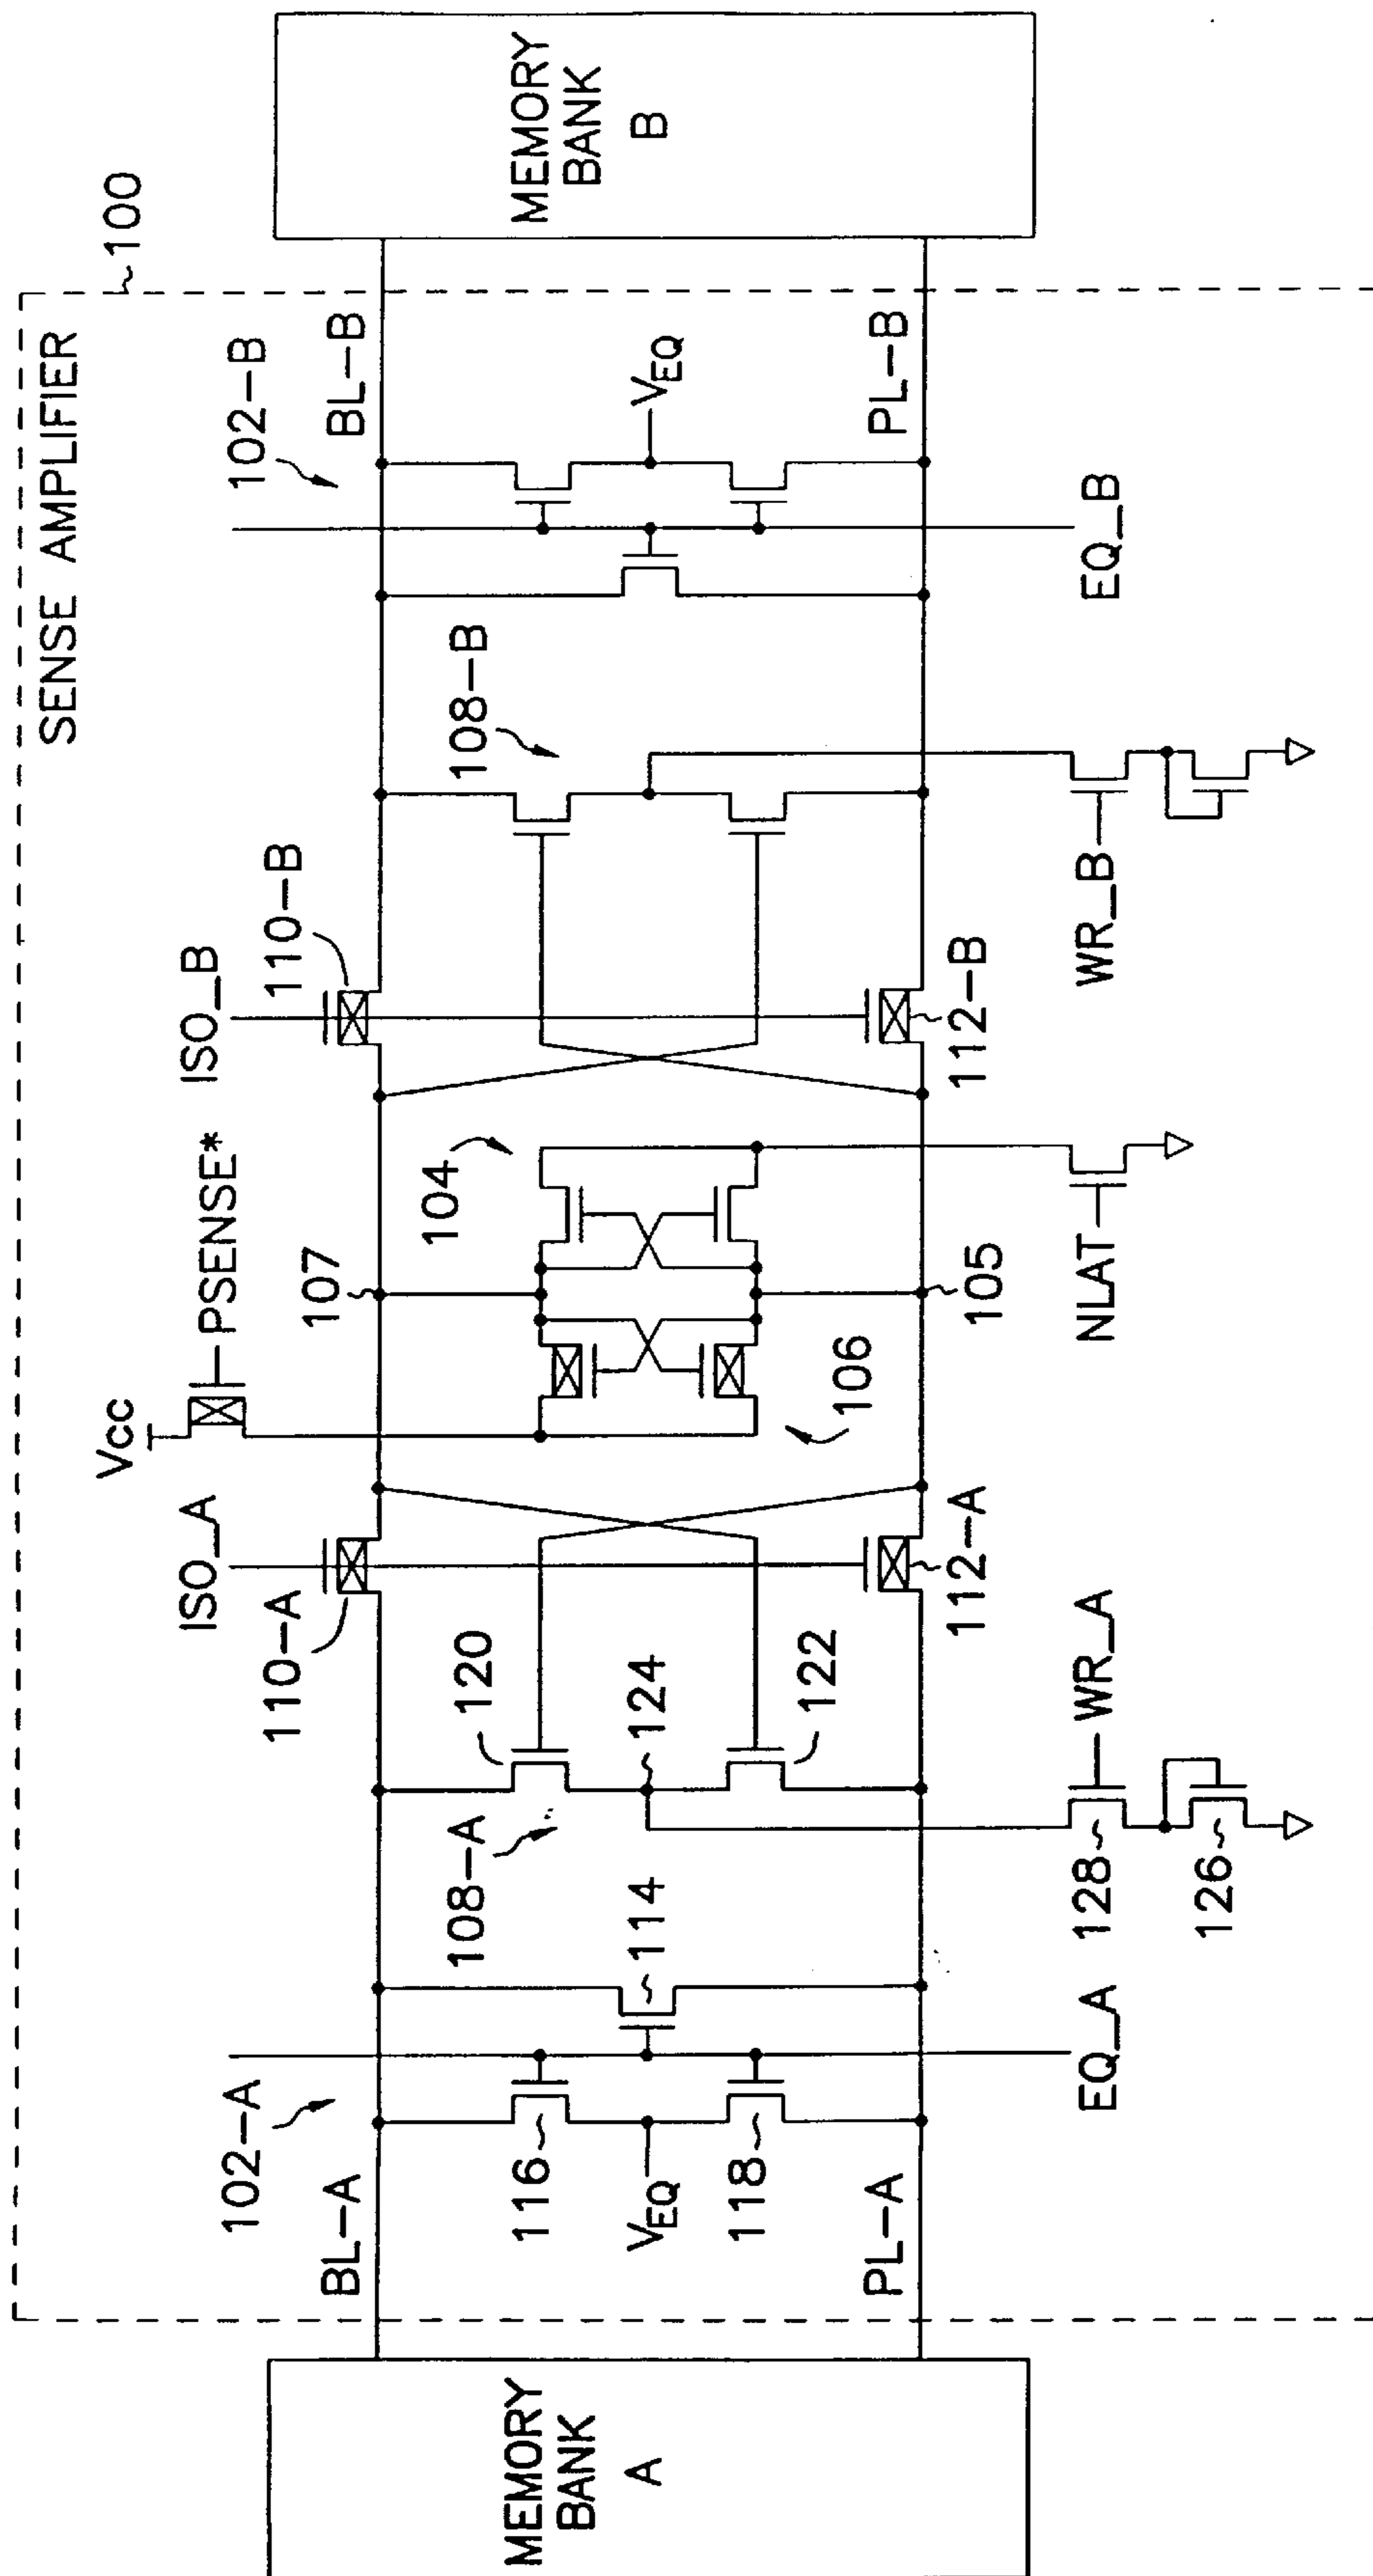 SENSE AMPLIFIER
100
MEMORY
BANK
A
BL–A
PL–A
102–A
116
VEQ
118
114
EQ_A
108–A
120
124
122
128
WR_A
126
110–A
ISO_A
112–A
Vcc
PSENSE*
107
104
106
105
NLAT
ISO_B
110–B
112–B
108–B
WR_B
102–B
VEQ
EQ_B
BL–B
PL–B
MEMORY
BANK
B